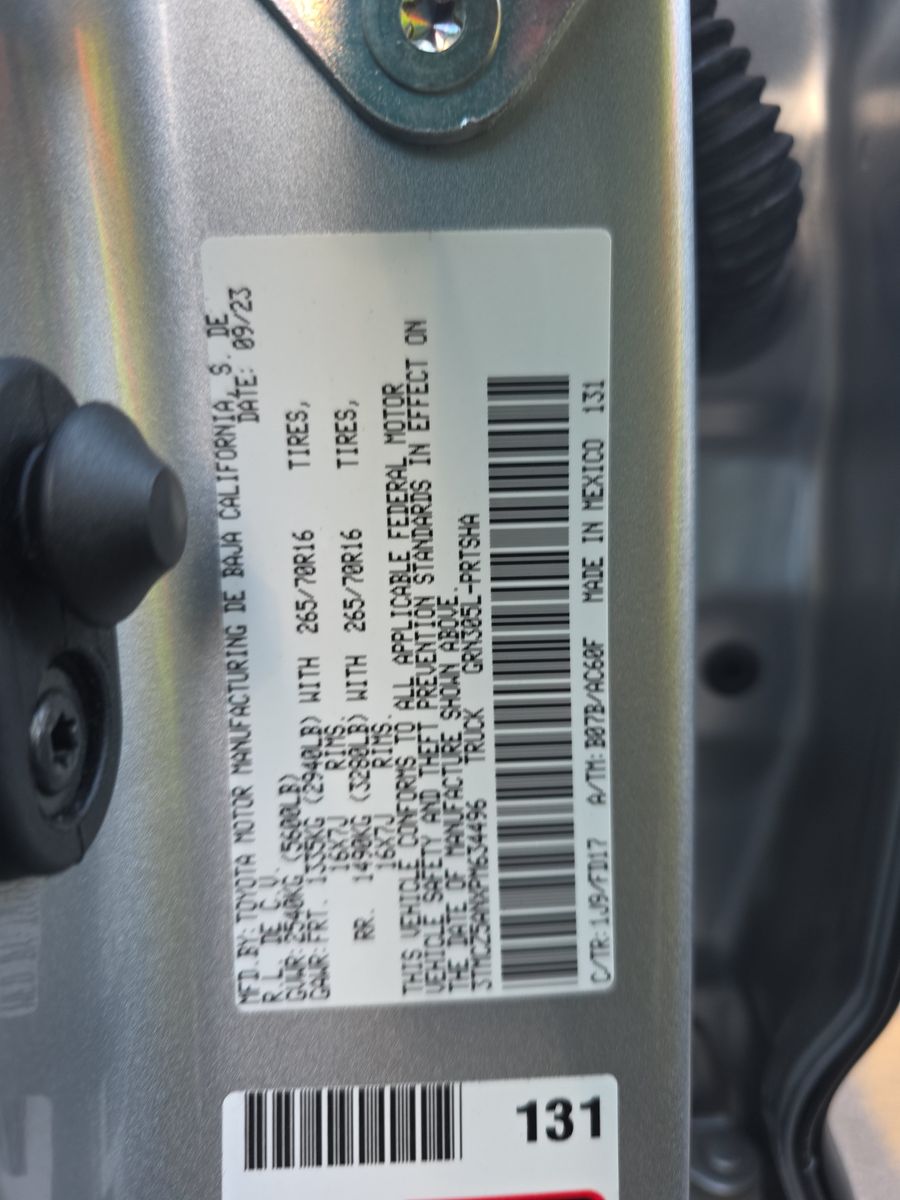 MFD.BY:TOYOTA MOTOR MANUFACTURING DE BAJA CALIFORNIA, S. DE
R.L. DE C.V. DATE: 09/23
GVWR:2540KG (5600LB)
GAWR:FRT. 1335KG (2940LB) WITH 265/70R16 TIRES,
16X7J RIMS.
RR. 1490KG (3280LB) WITH 265/70R16 TIRES,
16X7J RIMS.
THIS VEHICLE CONFORMS TO ALL APPLICABLE FEDERAL MOTOR
VEHICLE SAFETY AND THEFT PREVENTION STANDARDS IN EFFECT ON
THE DATE OF MANUFACTURE SHOWN ABOVE.
3TMCZ5ANXPM634496 TRUCK GRN305L-PRTSHA
C/TR:1J9/FD17 A/TM:B07B/AC60F MADE IN MEXICO 131
131